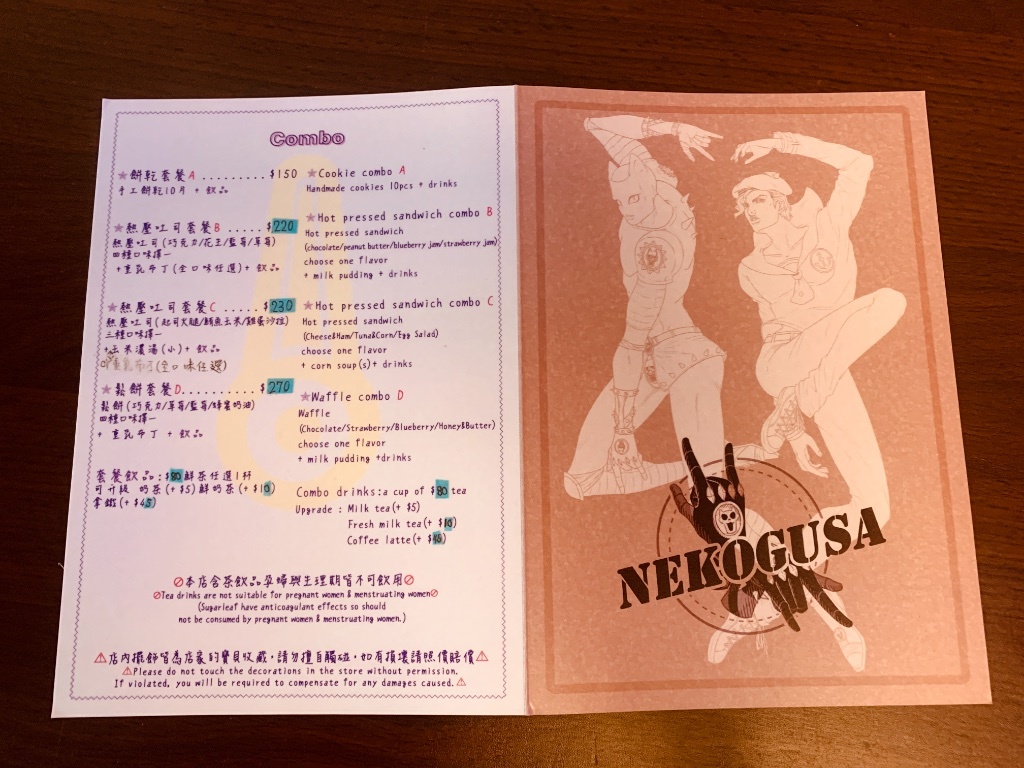 Combo
★餅乾套餐A .........$150
手工餅乾10片 + 飲品
★熱壓吐司套餐B .....$220
熱壓吐司(巧克力/花生/藍莓/草莓)
四種口味擇一
+重乳布丁(全口味任選)+ 飲品
★熱壓吐司套餐C .....$230
熱壓吐司(起司火腿/鮪魚玉米/雞蛋沙拉)
三種口味擇一
+玉米濃湯(小)+ 飲品
or重乳布丁(全口味任選)
★鬆餅套餐D..........$270
鬆餅(巧克力/草莓/藍莓/蜂蜜奶油)
四種口味擇一
+ 重乳布丁 + 飲品
套餐飲品:$80鮮茶任選1杯
可升級 奶茶(+$5)鮮奶茶(+$10)
拿鐵(+$45)
★Cookie combo A
Handmade cookies 10pcs + drinks
★Hot pressed sandwich combo B
Hot pressed sandwich
(chocolate/peanut butter/blueberry jam/strawberry jam)
choose one flavor
+ milk pudding + drinks
★Hot pressed sandwich combo C
Hot pressed sandwich
(Cheese&Ham/Tuna&Corn/Egg Salad)
choose one flavor
+ corn soup(s)+ drinks
★Waffle combo D
Waffle
(Chocolate/Strawberry/Blueberry/Honey&Butter)
choose one flavor
+ milk pudding +drinks
Combo drinks:a cup of $80 tea
Upgrade : Milk tea(+ $5)
Fresh milk tea(+ $10)
Coffee latte(+ $45)
🚫本店含茶飲品孕婦與生理期皆不可飲用🚫
🚫Tea drinks are not suitable for pregnant women & menstruating women🚫
(Sugarleaf have anticoagulant effects so should
not be consumed by pregnant women & menstruating women.)
⚠店內擺飾皆為店家的寶貝收藏,請勿擅自觸碰,如有損壞請照價賠償⚠
⚠Please do not touch the decorations in the store without permission.
If violated, you will be required to compensate for any damages caused.⚠
NEKOGUSA